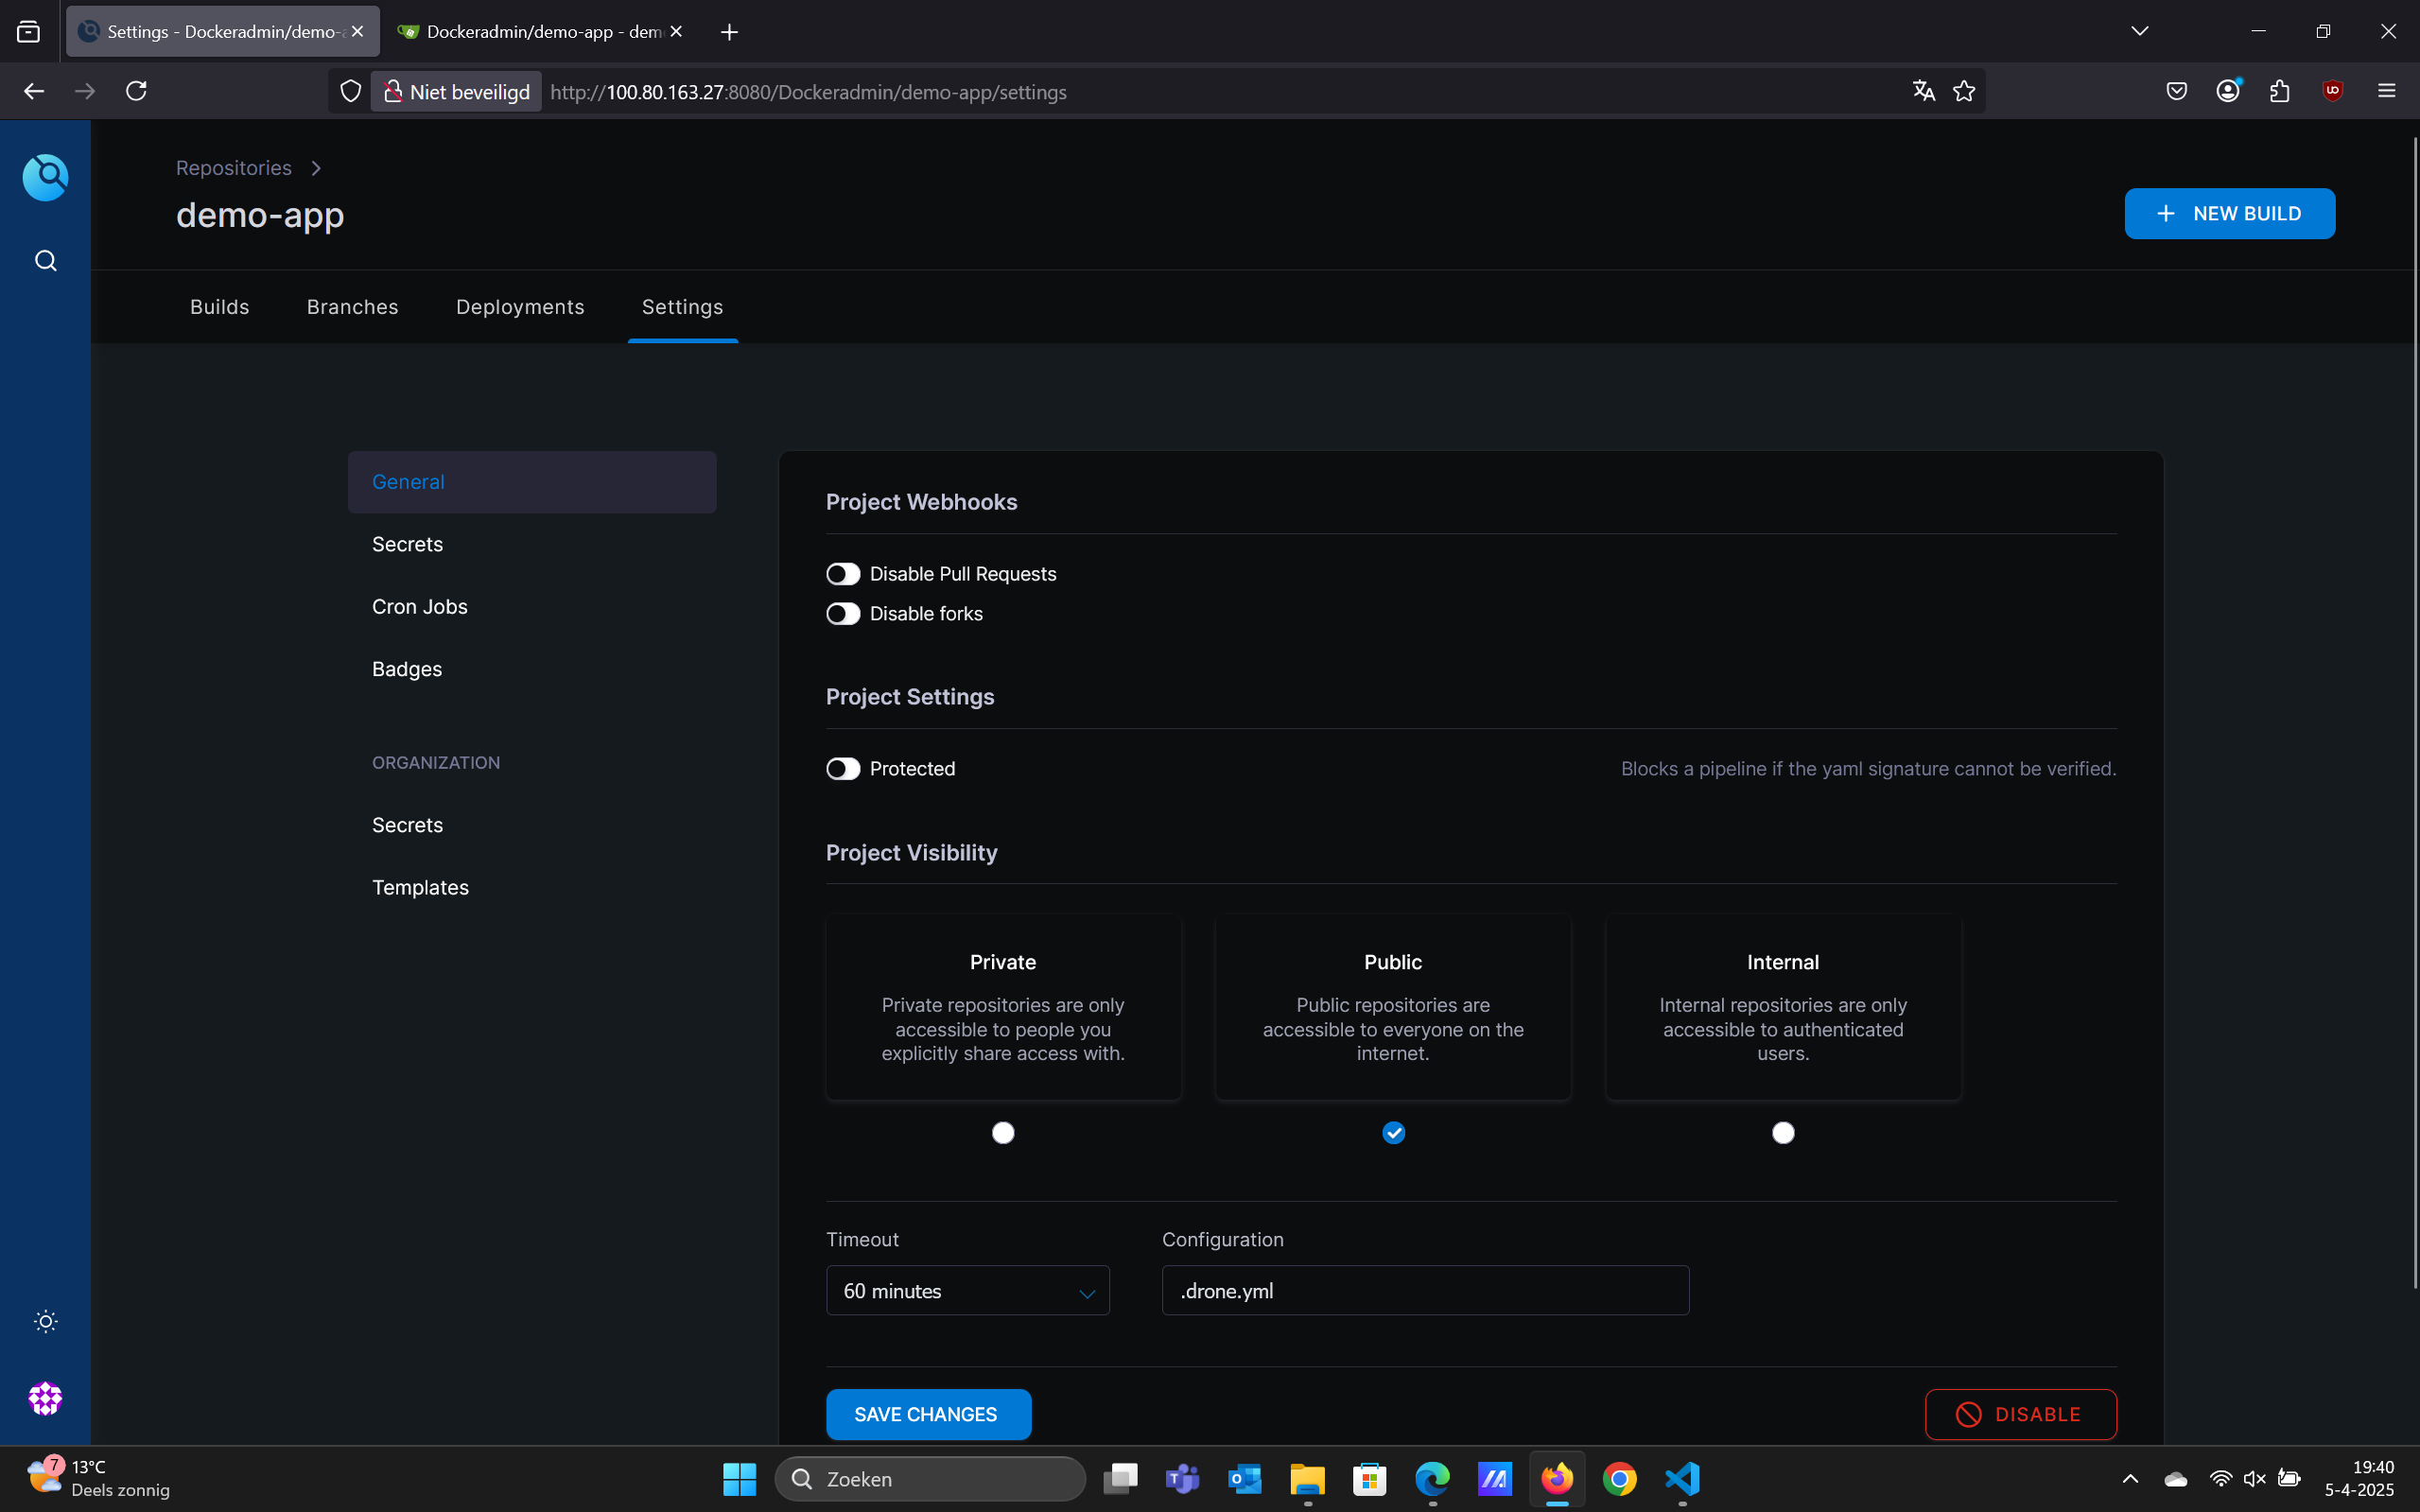 Settings - Dockeradmin/demo-a
Dockeradmin/demo-app - dem
Niet beveiligd
http://100.80.163.27:8080/Dockeradmin/demo-app/settings
Repositories
demo-app
NEW BUILD
Builds
Branches
Deployments
Settings
General
Secrets
Cron Jobs
Badges
ORGANIZATION
Secrets
Templates
Project Webhooks
Disable Pull Requests
Disable forks
Project Settings
Protected
Blocks a pipeline if the yaml signature cannot be verified.
Project Visibility
Private
Private repositories are only
accessible to people you
explicitly share access with.
Public
Public repositories are
accessible to everyone on the
internet.
Internal
Internal repositories are only
accessible to authenticated
users.
Timeout
60 minutes
Configuration
.drone.yml
SAVE CHANGES
DISABLE
7
13°C
Deels zonnig
Zoeken
19:40
5-4-2025